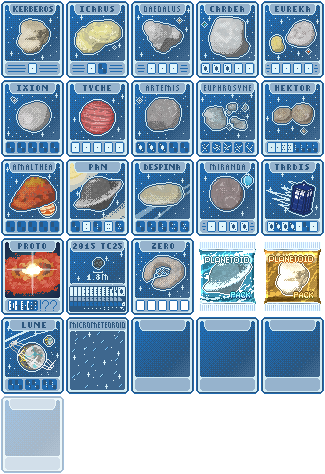 KERBEROS
ICARUS
DAEDALUS
CARDEA
EUREKA
IXION
TYCHE
ARTEMIS
EUPHROSYNE
HEKTOR
AMALTHEA
PAN
DESPINA
MIRANDA
TARDIS
PROTO
??
2015 TC25
ZERO
PLANETOID
PACK
PLANETOID
PACK
LUNE
MICROMETEOROID